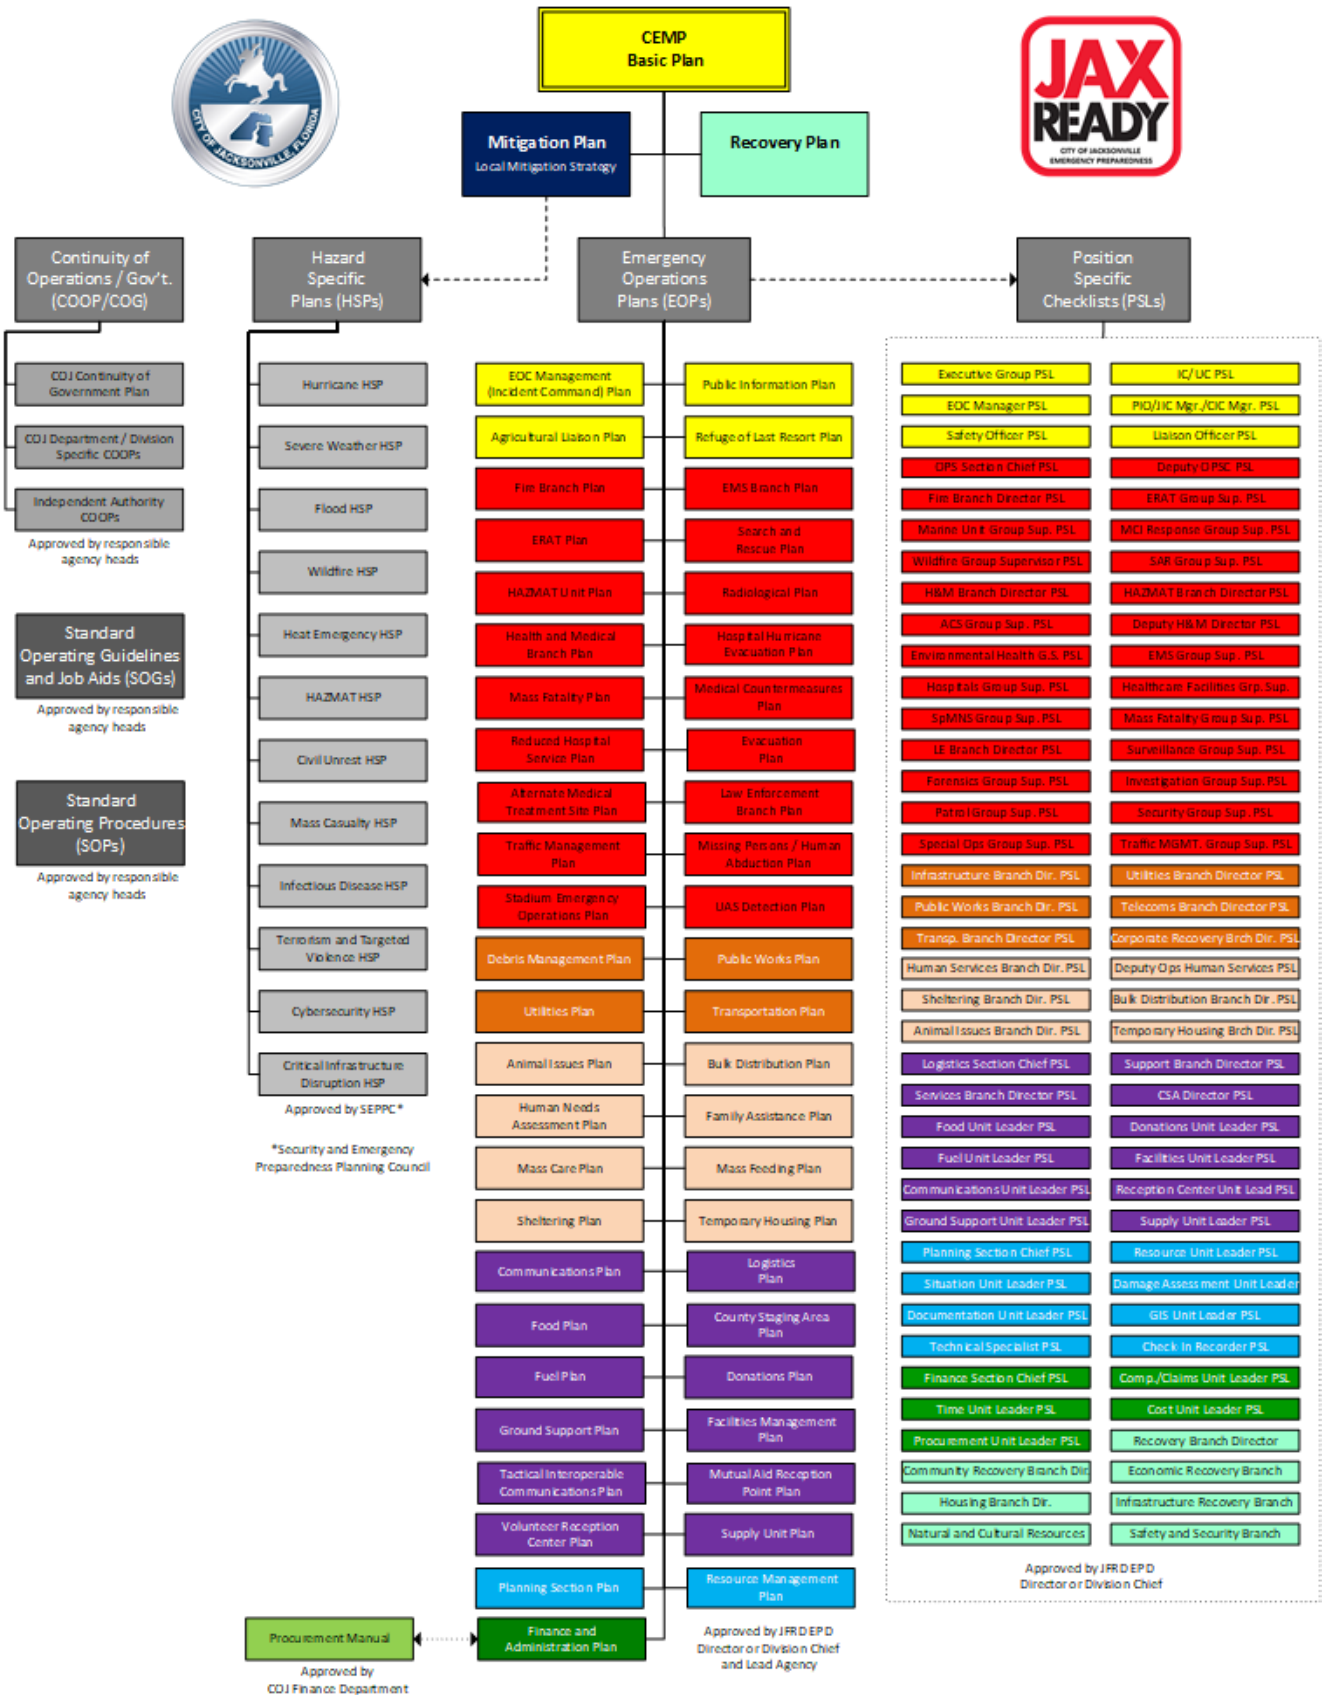 CEMP
Basic Plan
CITY OF JACKSONVILLE, FLORIDA
JAX
READY
CITY OF JACKSONVILLE
EMERGENCY PREPAREDNESS
Mitigation Plan
Local Mitigation Strategy
Recovery Plan
Continuity of
Operations / Gov't.
(COOP/COG)
Hazard
Specific
Plans (HSPs)
Emergency
Operations
Plans (EOPs)
Position
Specific
Checklists (PSLs)
COJ Continuity of
Government Plan
COJ Department / Division
Specific COOPs
Independent Authority
COOPs
Approved by responsible
agency heads
Standard
Operating Guidelines
and Job Aids (SOGs)
Approved by responsible
agency heads
Standard
Operating Procedures
(SOPs)
Approved by responsible
agency heads
Hurricane HSP
Severe Weather HSP
Flood HSP
Wildfire HSP
Heat Emergency HSP
HAZMAT HSP
Civil Unrest HSP
Mass Casualty HSP
Infectious Disease HSP
Terrorism and Targeted
Violence HSP
Cybersecurity HSP
Critical Infrastructure
Disruption HSP
Approved by SEPPC*
*Security and Emergency
Preparedness Planning Council
EOC Management
(Incident Command) Plan
Public Information Plan
Agricultural Liaison Plan
Refuge of Last Resort Plan
Fire Branch Plan
EMS Branch Plan
ERAT Plan
Search and
Rescue Plan
HAZMAT Unit Plan
Radiological Plan
Health and Medical
Branch Plan
Hospital Hurricane
Evacuation Plan
Mass Fatality Plan
Medical Countermeasures
Plan
Reduced Hospital
Service Plan
Evacuation
Plan
Alternate Medical
Treatment Site Plan
Law Enforcement
Branch Plan
Traffic Management
Plan
Missing Persons / Human
Abduction Plan
Stadium Emergency
Operations Plan
UAS Detection Plan
Debris Management Plan
Public Works Plan
Utilities Plan
Transportation Plan
Animal Issues Plan
Bulk Distribution Plan
Human Needs
Assessment Plan
Family Assistance Plan
Mass Care Plan
Mass Feeding Plan
Sheltering Plan
Temporary Housing Plan
Communications Plan
Logistics
Plan
Food Plan
County Staging Area
Plan
Fuel Plan
Donations Plan
Ground Support Plan
Facilities Management
Plan
Tactical Interoperable
Communications Plan
Mutual Aid Reception
Point Plan
Volunteer Reception
Center Plan
Supply Unit Plan
Planning Section Plan
Resource Management
Plan
Procurement Manual
Finance and
Administration Plan
Approved by
COJ Finance Department
Approved by JFRD EPD
Director or Division Chief
and Lead Agency
Executive Group PSL
IC/UC PSL
EOC Manager PSL
PIO/JIC Mgr./CIC Mgr. PSL
Safety Officer PSL
Liaison Officer PSL
OPS Section Chief PSL
Deputy OPSC PSL
Fire Branch Director PSL
ERAT Group Sup. PSL
Marine Unit Group Sup. PSL
MCI Response Group Sup. PSL
Wildfire Group Supervisor PSL
SAR Group Sup. PSL
H&M Branch Director PSL
HAZMAT Branch Director PSL
ACS Group Sup. PSL
Deputy H&M Director PSL
Environmental Health G.S. PSL
EMS Group Sup. PSL
Hospitals Group Sup. PSL
Healthcare Facilities Grp. Sup.
SpMNS Group Sup. PSL
Mass Fatality Group Sup. PSL
LE Branch Director PSL
Surveillance Group Sup. PSL
Forensics Group Sup. PSL
Investigation Group Sup. PSL
Patrol Group Sup. PSL
Security Group Sup. PSL
Special Ops Group Sup. PSL
Traffic MGMT. Group Sup. PSL
Infrastructure Branch Dir. PSL
Utilities Branch Director PSL
Public Works Branch Dir. PSL
Telecoms Branch Director PSL
Transp. Branch Director PSL
Corporate Recovery Brch Dir. PSL
Human Services Branch Dir. PSL
Deputy Ops Human Services PSL
Sheltering Branch Dir. PSL
Bulk Distribution Branch Dir. PSL
Animal Issues Branch Dir. PSL
Temporary Housing Brch Dir. PSL
Logistics Section Chief PSL
Support Branch Director PSL
Services Branch Director PSL
CSA Director PSL
Food Unit Leader PSL
Donations Unit Leader PSL
Fuel Unit Leader PSL
Facilities Unit Leader PSL
Communications Unit Leader PSL
Reception Center Unit Lead PSL
Ground Support Unit Leader PSL
Supply Unit Leader PSL
Planning Section Chief PSL
Resource Unit Leader PSL
Situation Unit Leader PSL
Damage Assessment Unit Leader
Documentation Unit Leader PSL
GIS Unit Leader PSL
Technical Specialist PSL
Check In Recorder PSL
Finance Section Chief PSL
Comp./Claims Unit Leader PSL
Time Unit Leader PSL
Cost Unit Leader PSL
Procurement Unit Leader PSL
Recovery Branch Director
Community Recovery Branch Dir.
Economic Recovery Branch
Housing Branch Dir.
Infrastructure Recovery Branch
Natural and Cultural Resources
Safety and Security Branch
Approved by JFRD EPD
Director or Division Chief